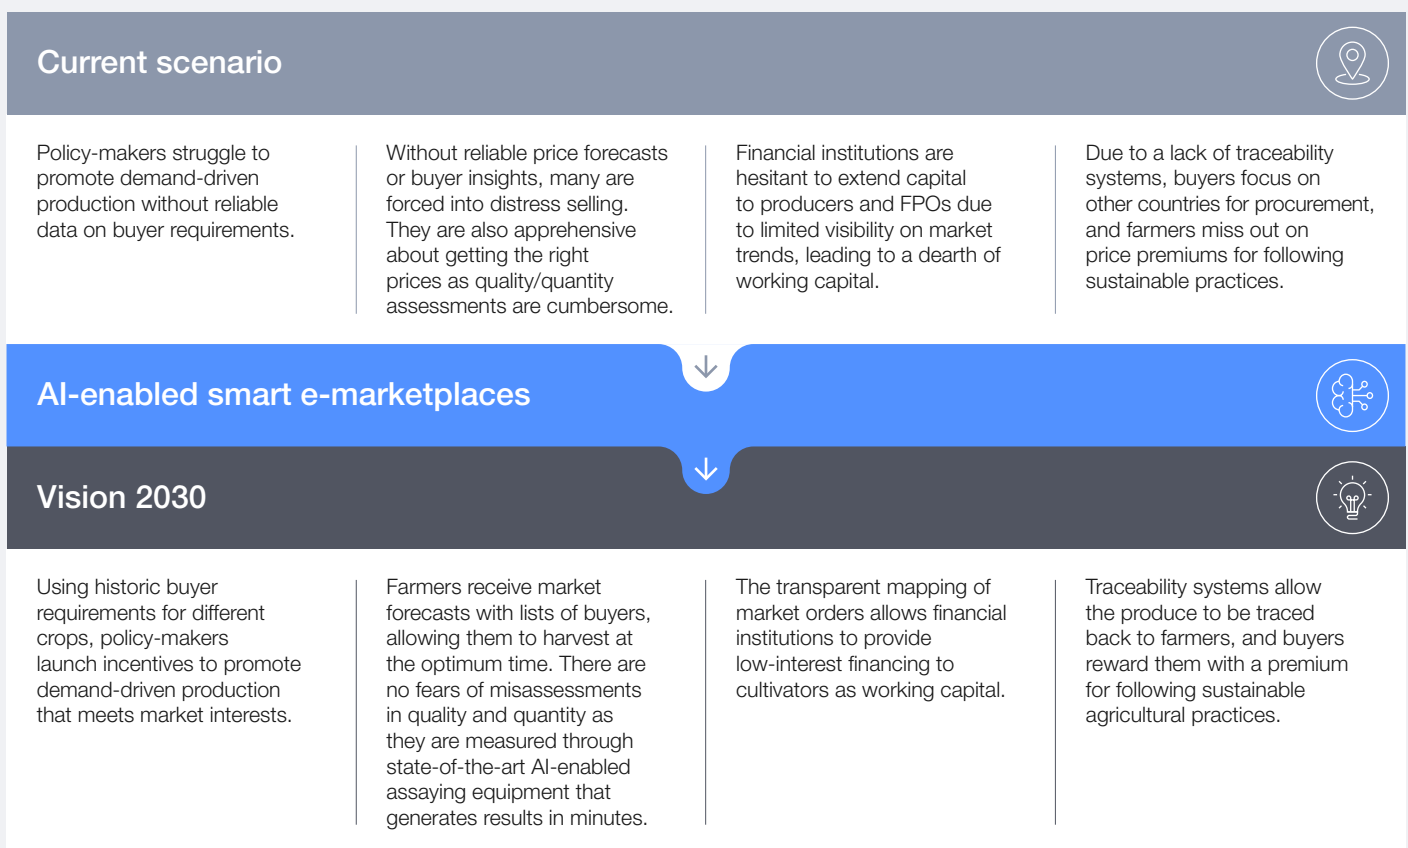 Current scenario
Policy-makers struggle to
promote demand-driven
production without reliable
data on buyer requirements.
Without reliable price forecasts
or buyer insights, many are
forced into distress selling.
They are also apprehensive
about getting the right
prices as quality/quantity
assessments are cumbersome.
Financial institutions are
hesitant to extend capital
to producers and FPOs due
to limited visibility on market
trends, leading to a dearth of
working capital.
Due to a lack of traceability
systems, buyers focus on
other countries for procurement,
and farmers miss out on
price premiums for following
sustainable practices.
AI-enabled smart e-marketplaces
Vision 2030
Using historic buyer
requirements for different
crops, policy-makers
launch incentives to promote
demand-driven production
that meets market interests.
Farmers receive market
forecasts with lists of buyers,
allowing them to harvest at
the optimum time. There are
no fears of misassessments
in quality and quantity as
they are measured through
state-of-the-art AI-enabled
assaying equipment that
generates results in minutes.
The transparent mapping of
market orders allows financial
institutions to provide
low-interest financing to
cultivators as working capital.
Traceability systems allow
the produce to be traced
back to farmers, and buyers
reward them with a premium
for following sustainable
agricultural practices.